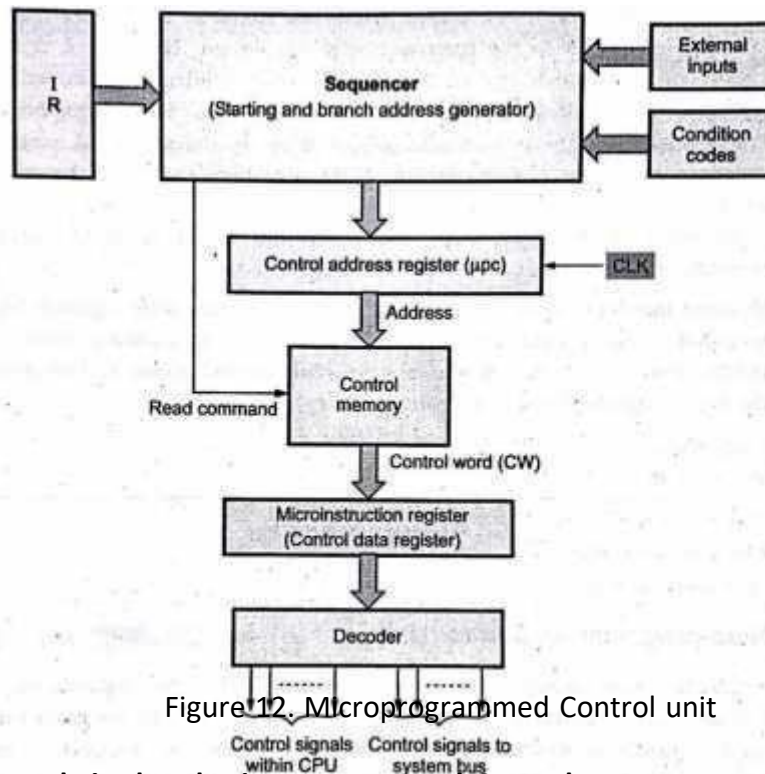 I
R
Sequencer
(Starting and branch address generator)
External
inputs
Condition
codes
Control address register (μpc)
CLK
Address
Control
memory
Read command
Control word (CW)
Microinstruction register
(Control data register)
Decoder
Figure 12. Microprogrammed Control unit
Control signals
within CPU
Control signals to
system bus